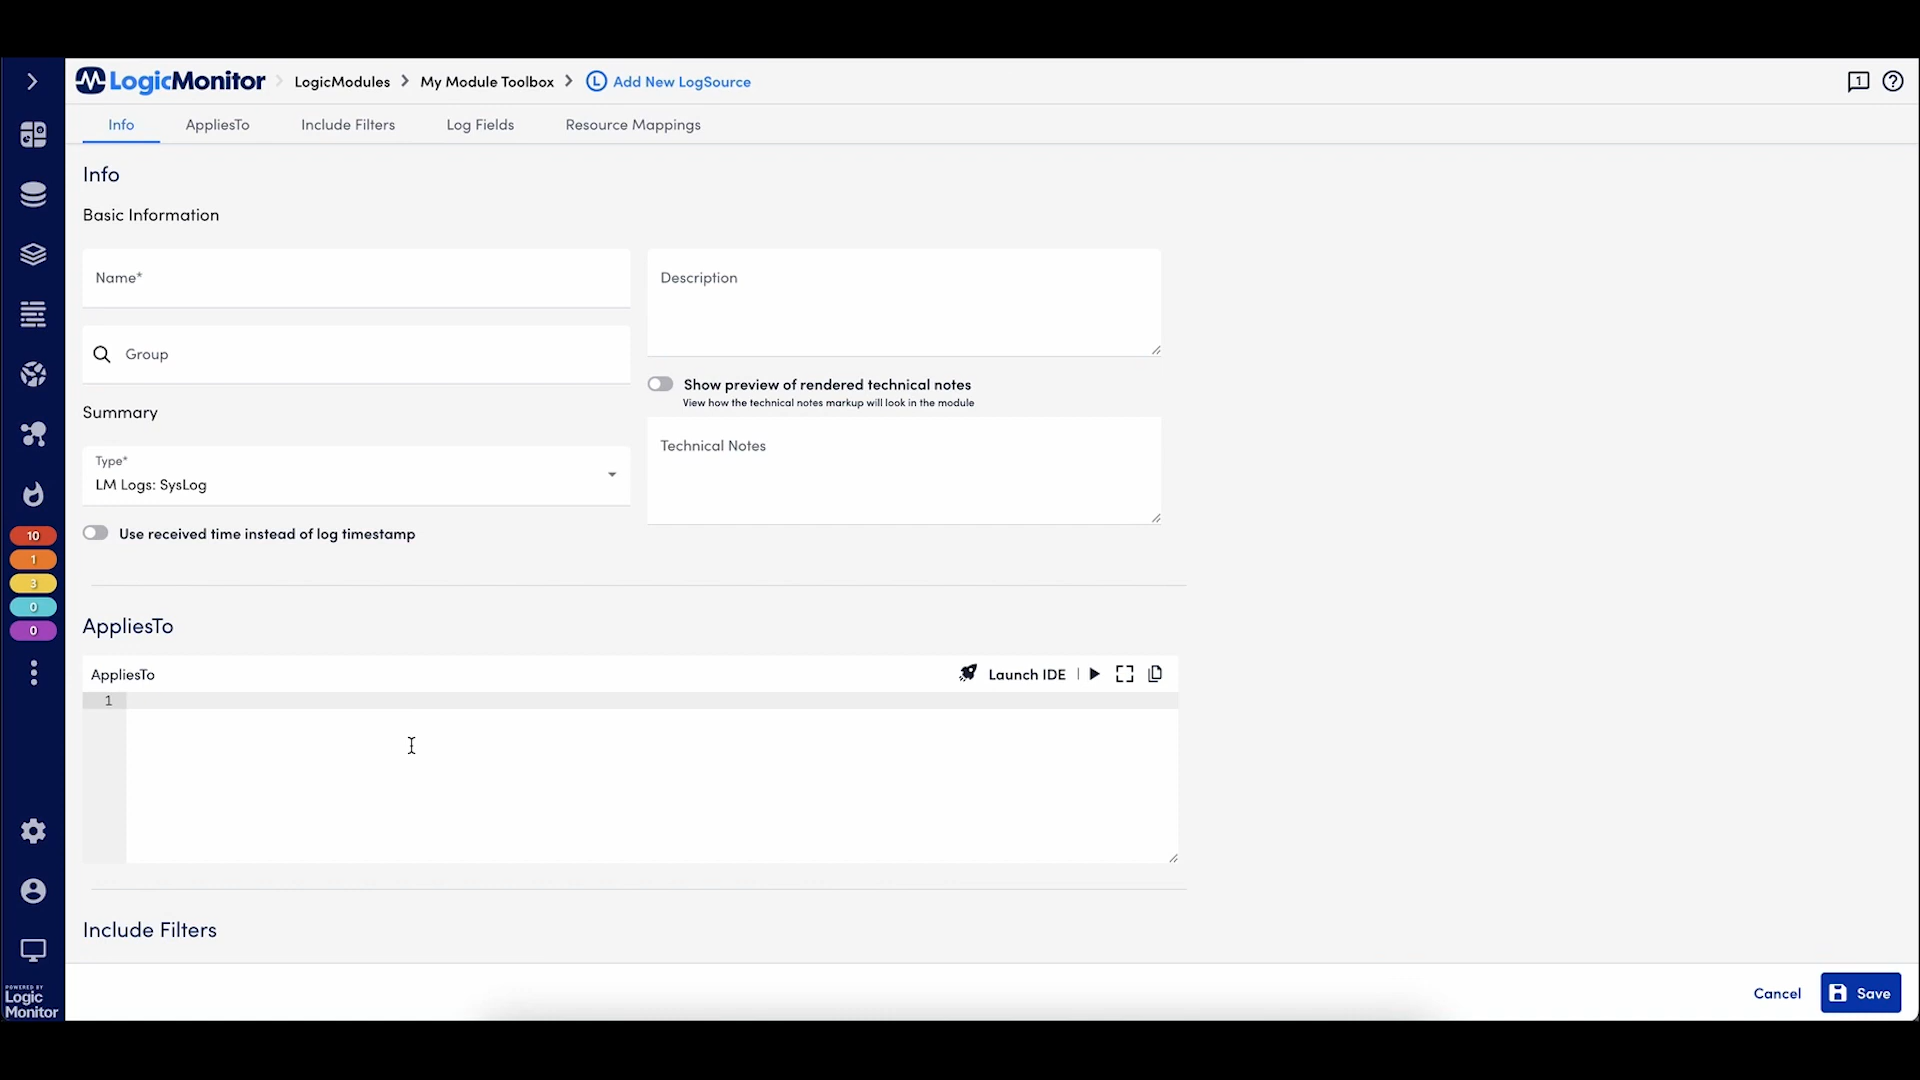 LogicMonitor
LogicModules
My Module Toolbox
L Add New LogSource
1
?
Info
AppliesTo
Include Filters
Log Fields
Resource Mappings
Info
Basic Information
Name*
Description
Group
Show preview of rendered technical notes
View how the technical notes markup will look in the module
Summary
Technical Notes
Type*
LM Logs: SysLog
Use received time instead of log timestamp
10
1
3
0
0
AppliesTo
AppliesTo
Launch IDE
1
Include Filters
POWERED BY
Logic
Monitor
Cancel
Save